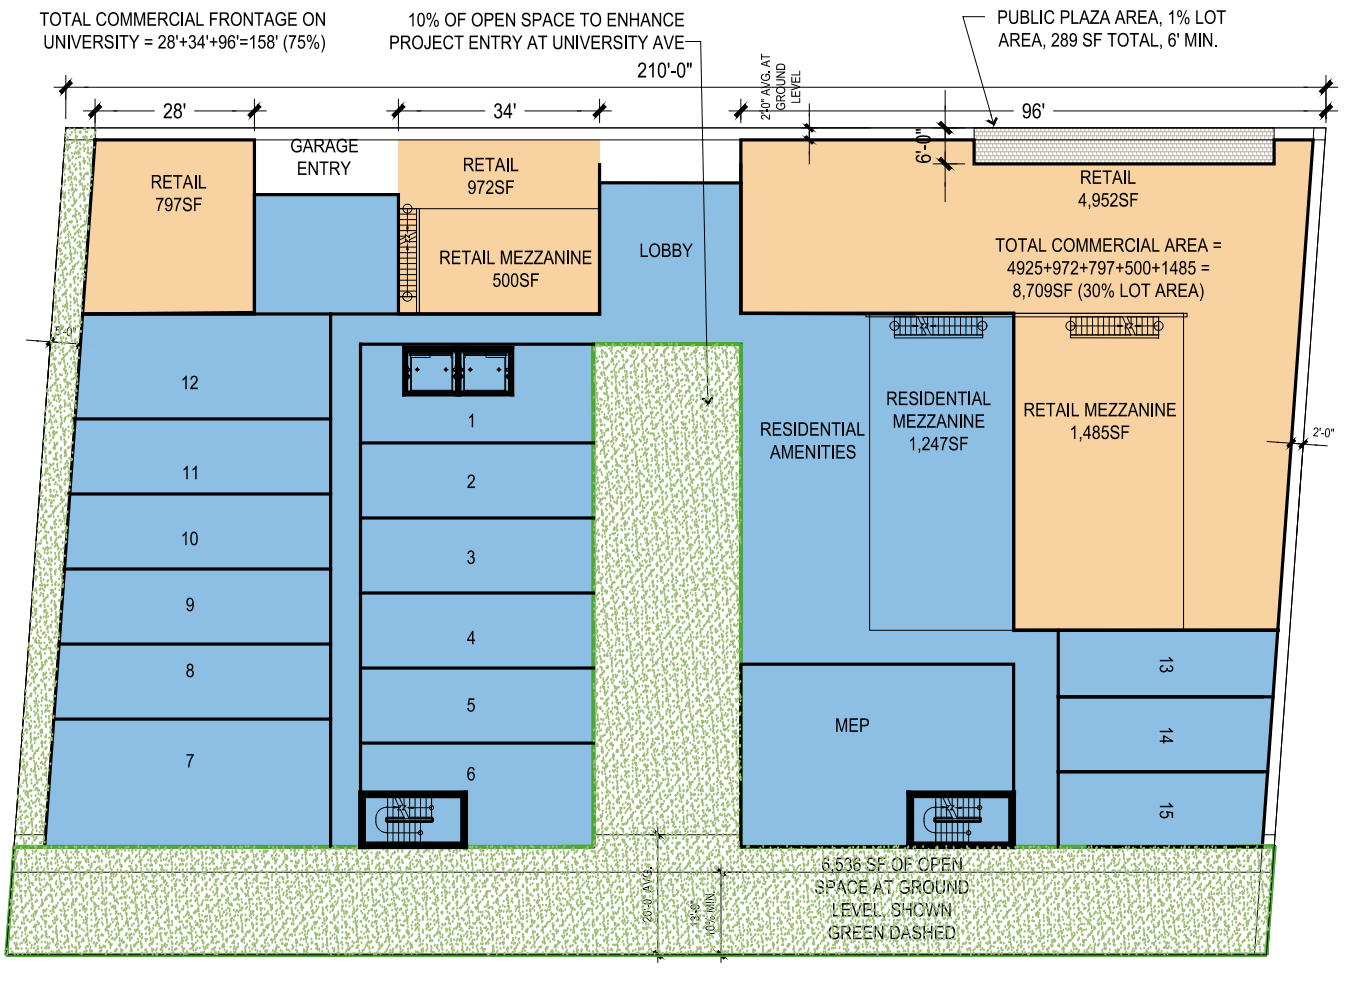 TOTAL COMMERCIAL FRONTAGE ON
UNIVERSITY = 28'+34'+96'=158' (75%)
10% OF OPEN SPACE TO ENHANCE
PROJECT ENTRY AT UNIVERSITY AVE
PUBLIC PLAZA AREA, 1% LOT
AREA, 289 SF TOTAL, 6' MIN.
210'-0"
2'-0" AVG. AT
GROUND
LEVEL
28'
34'
96'
GARAGE
ENTRY
6'-0"
RETAIL
797SF
RETAIL
972SF
RETAIL
4,952SF
RETAIL MEZZANINE
500SF
LOBBY
TOTAL COMMERCIAL AREA =
4925+972+797+500+1485 =
8,709SF (30% LOT AREA)
5'-0"
12
11
10
9
8
7
1
2
3
4
5
6
RESIDENTIAL
AMENITIES
RESIDENTIAL
MEZZANINE
1,247SF
RETAIL MEZZANINE
1,485SF
2'-0"
MEP
13
14
15
6,536 SF OF OPEN
SPACE AT GROUND
LEVEL, SHOWN
GREEN DASHED
20'-0" AVG.
10% MIN.